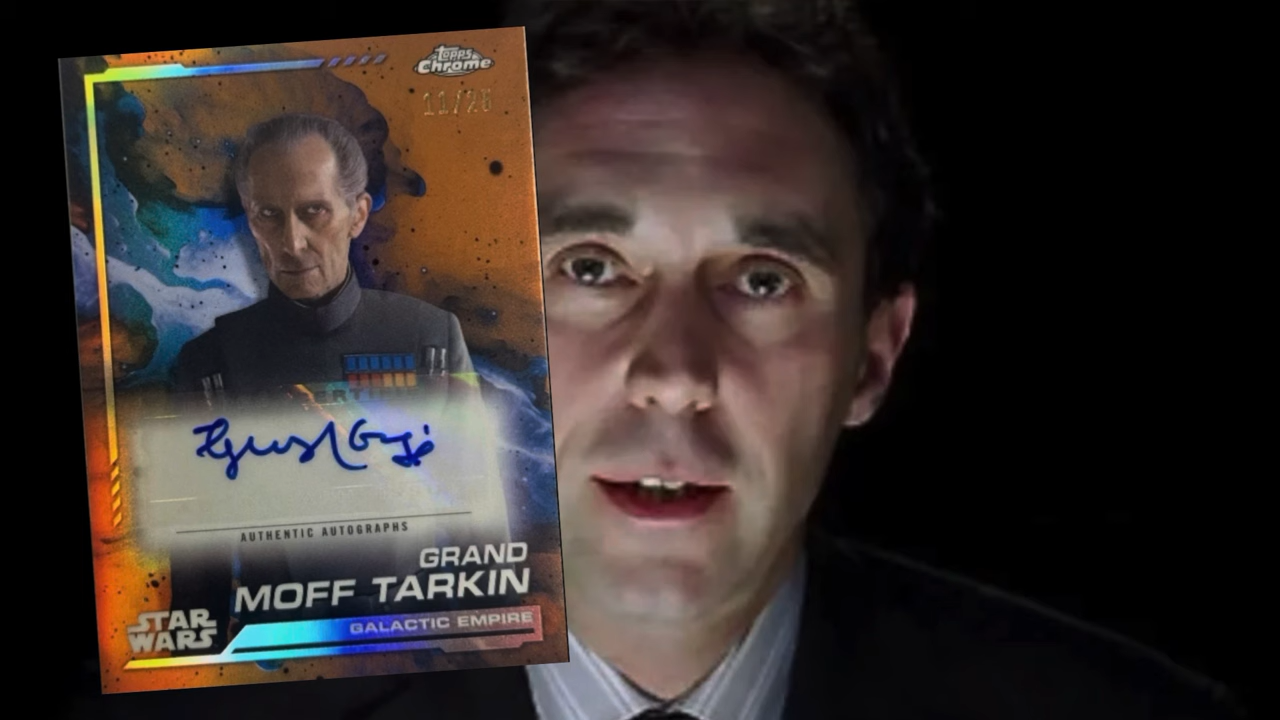 Topps
Chrome
11/25
AUTHENTIC AUTOGRAPHS
GRAND
MOFF TARKIN
STAR
WARS
GALACTIC EMPIRE